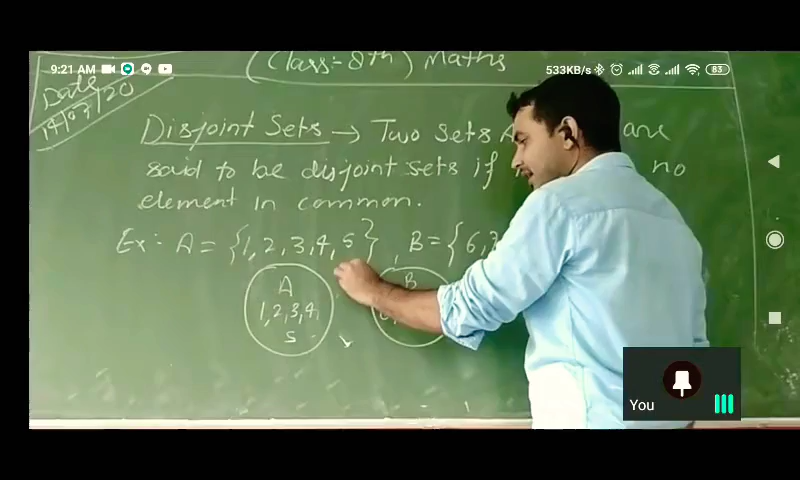 (Class:- 8th) Maths
9:21 AM
533KB/s
83
Date
14/07/20
Disjoint Sets → Two sets A are
said to be disjoint sets if no
element in common.
Ex:- A = {1,2,3,4,5}, B = {6,7
A
1,2,3,4,
5
B
You